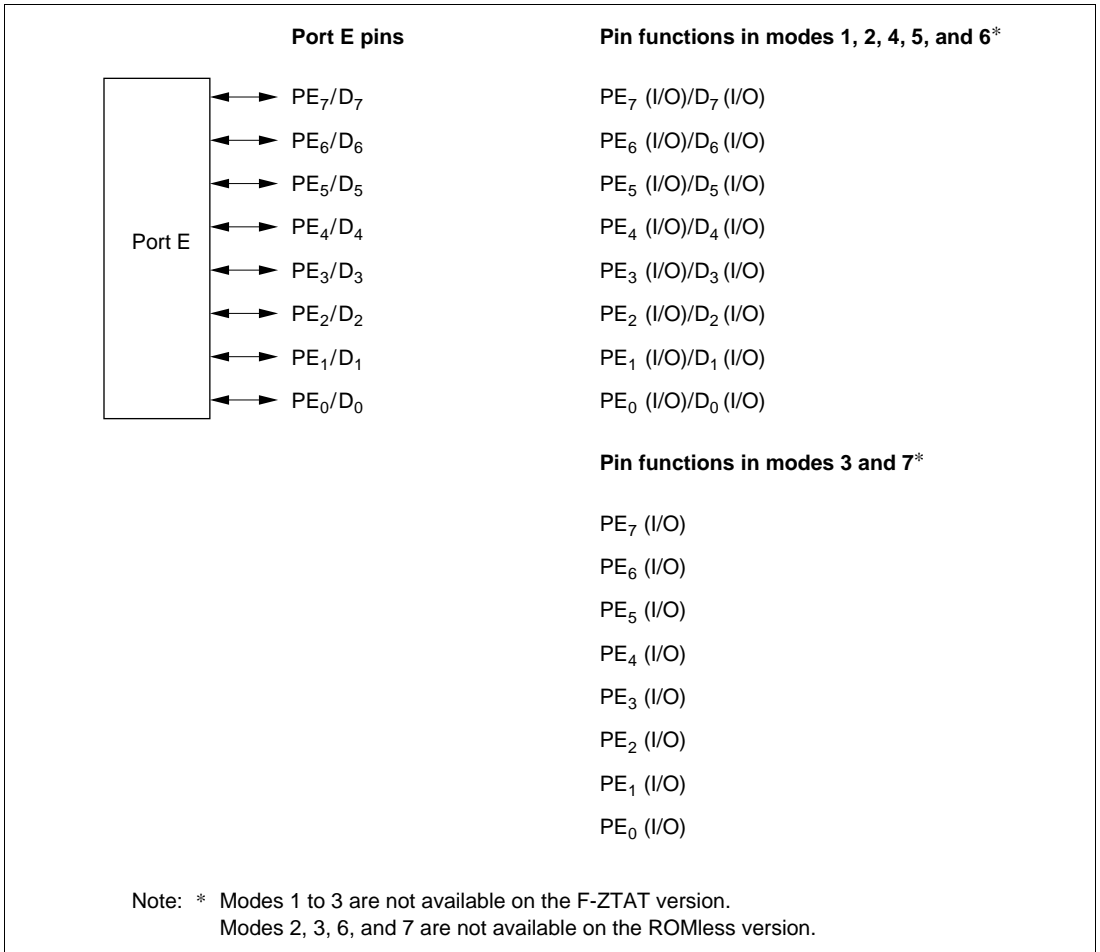 Port E pins Pin functions in modes 1, 2, 4, 5, and 6*
PE₇/D₇ PE₇ (I/O)/D₇ (I/O)
PE₆/D₆ PE₆ (I/O)/D₆ (I/O)
PE₅/D₅ PE₅ (I/O)/D₅ (I/O)
PE₄/D₄ PE₄ (I/O)/D₄ (I/O)
Port E
PE₃/D₃ PE₃ (I/O)/D₃ (I/O)
PE₂/D₂ PE₂ (I/O)/D₂ (I/O)
PE₁/D₁ PE₁ (I/O)/D₁ (I/O)
PE₀/D₀ PE₀ (I/O)/D₀ (I/O)
Pin functions in modes 3 and 7*
PE₇ (I/O)
PE₆ (I/O)
PE₅ (I/O)
PE₄ (I/O)
PE₃ (I/O)
PE₂ (I/O)
PE₁ (I/O)
PE₀ (I/O)
Note: * Modes 1 to 3 are not available on the F-ZTAT version.
Modes 2, 3, 6, and 7 are not available on the ROMless version.